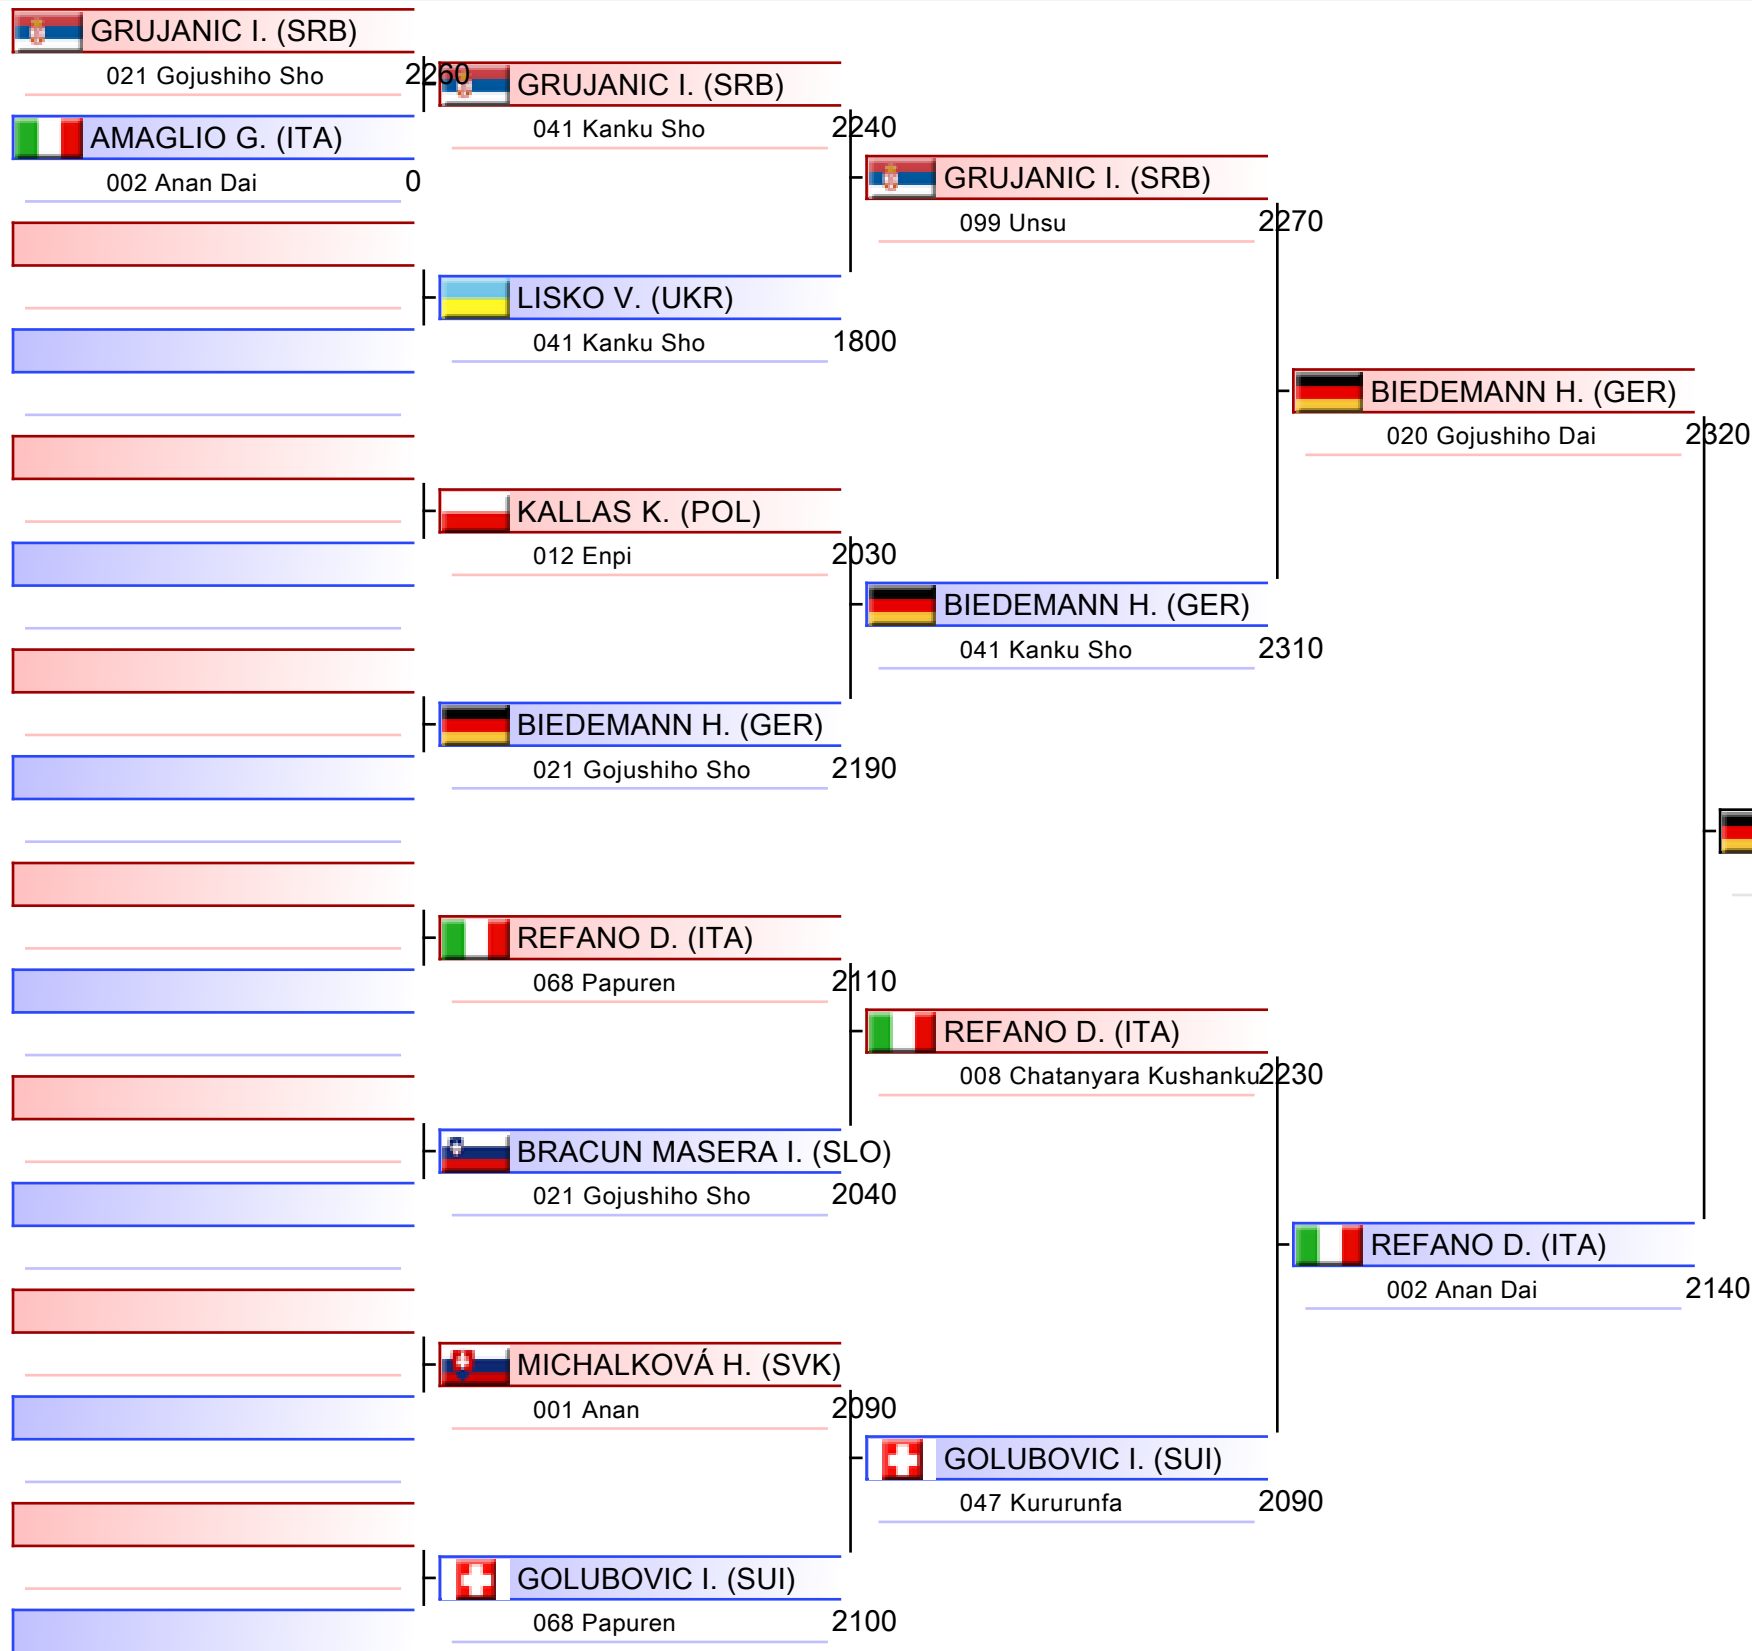 GRUJANIC I. (SRB)
021 Gojushiho Sho 2260
AMAGLIO G. (ITA)
002 Anan Dai 0
GRUJANIC I. (SRB)
041 Kanku Sho 2240
LISKO V. (UKR)
041 Kanku Sho 1800
KALLAS K. (POL)
012 Enpi 2030
BIEDEMANN H. (GER)
021 Gojushiho Sho 2190
REFANO D. (ITA)
068 Papuren 2110
BRACUN MASERA I. (SLO)
021 Gojushiho Sho 2040
MICHALKOVÁ H. (SVK)
001 Anan 2090
GOLUBOVIC I. (SUI)
068 Papuren 2100
GRUJANIC I. (SRB)
099 Unsu 2270
BIEDEMANN H. (GER)
041 Kanku Sho 2310
REFANO D. (ITA)
008 Chatanyara Kushanku 2230
GOLUBOVIC I. (SUI)
047 Kururunfa 2090
BIEDEMANN H. (GER)
020 Gojushiho Dai 2320
REFANO D. (ITA)
002 Anan Dai 2140